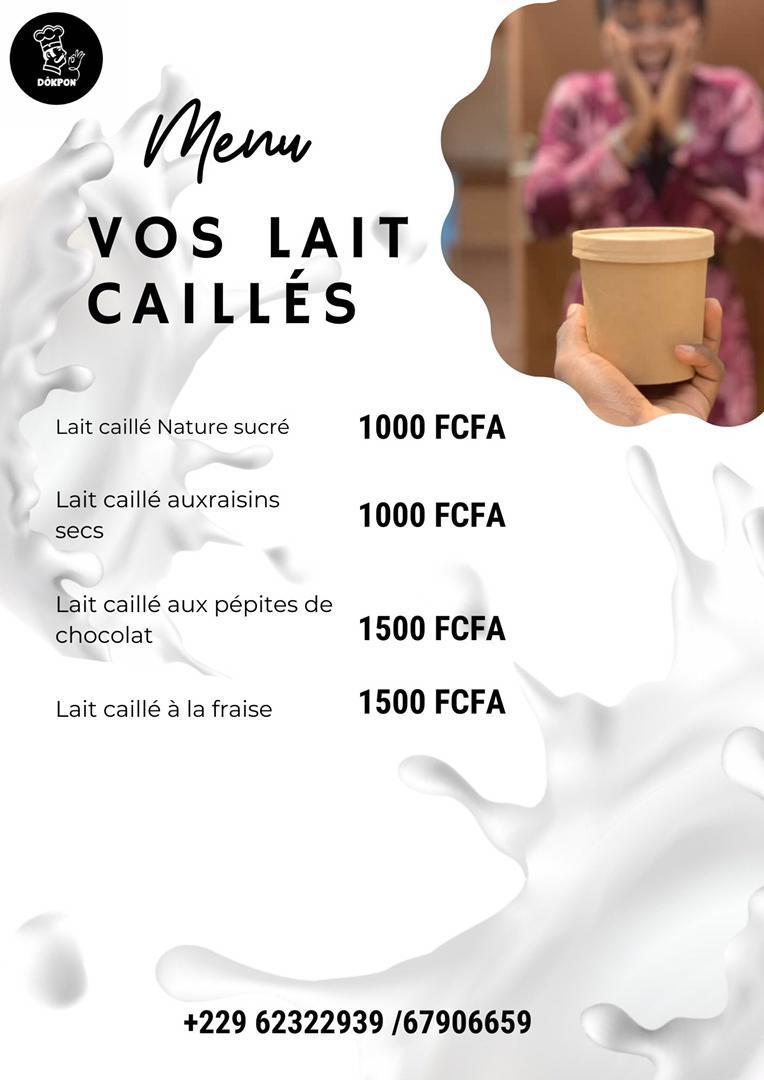 DÒKPON
Menu
VOS LAIT
CAILLÉS
Lait caillé Nature sucré 1000 FCFA
Lait caillé auxraisins
secs 1000 FCFA
Lait caillé aux pépites de
chocolat 1500 FCFA
Lait caillé à la fraise 1500 FCFA
+229 62322939 /67906659